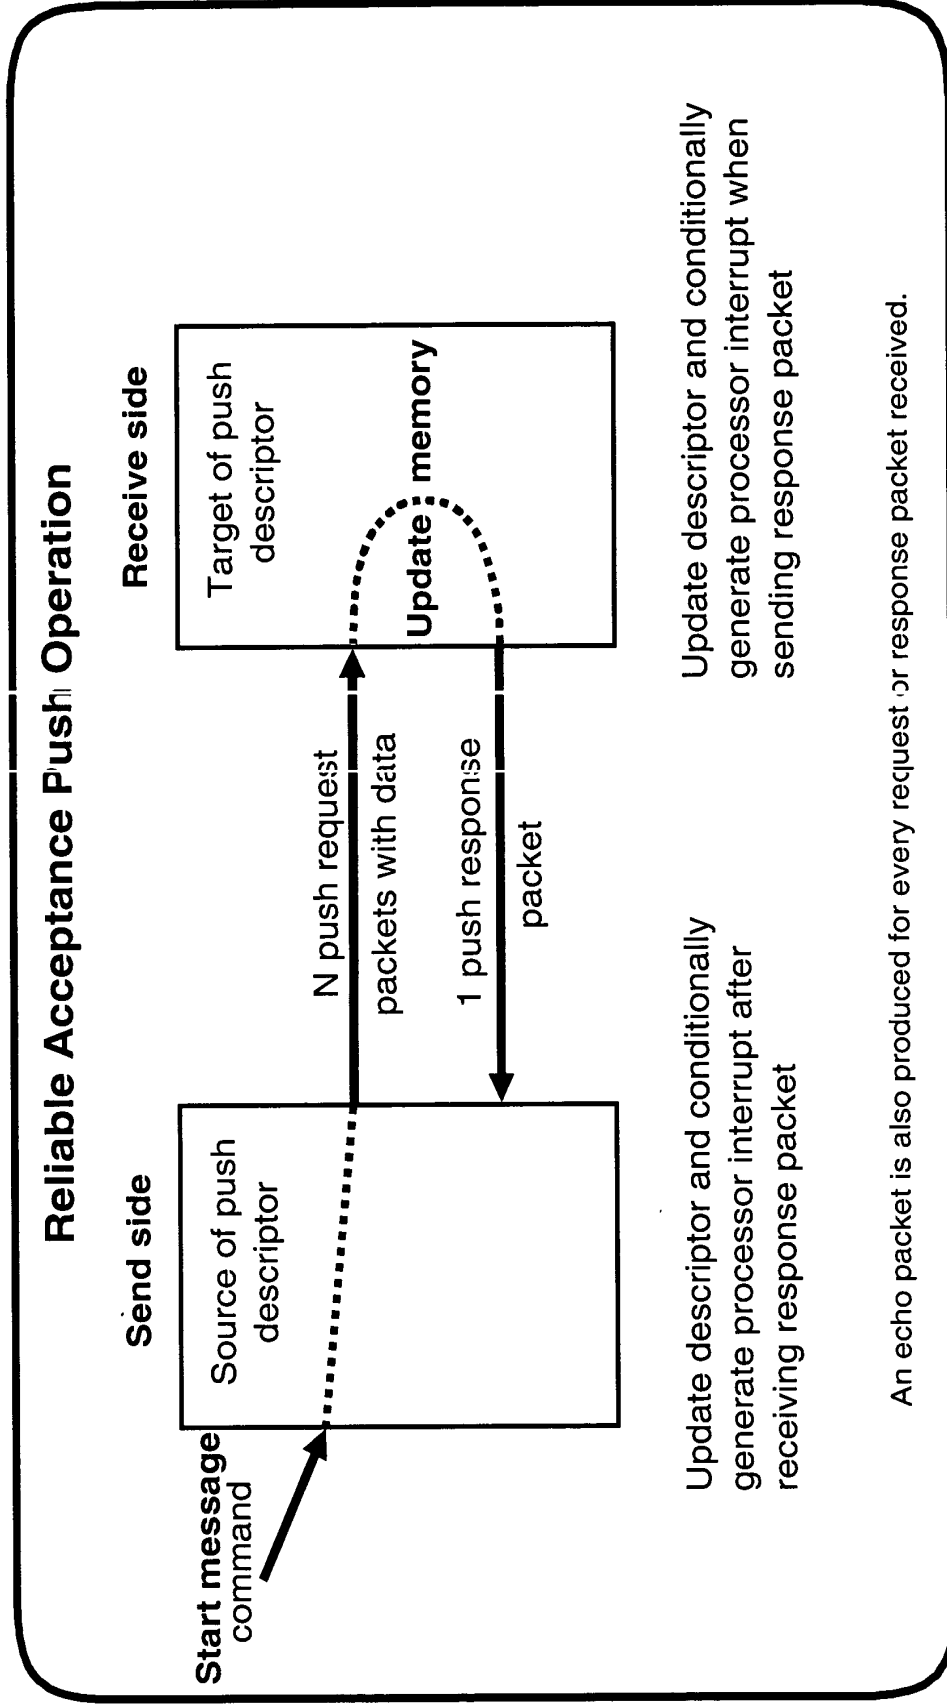 Reliable Acceptance Push Operation
Send side
Receive side
Start message
command
Source of push
descriptor
N push request
packets with data
1 push response
packet
Target of push
descriptor
Update memory
Update descriptor and conditionally
generate processor interrupt after
receiving response packet
Update descriptor and conditionally
generate processor interrupt when
sending response packet
An echo packet is also produced for every request or response packet received.